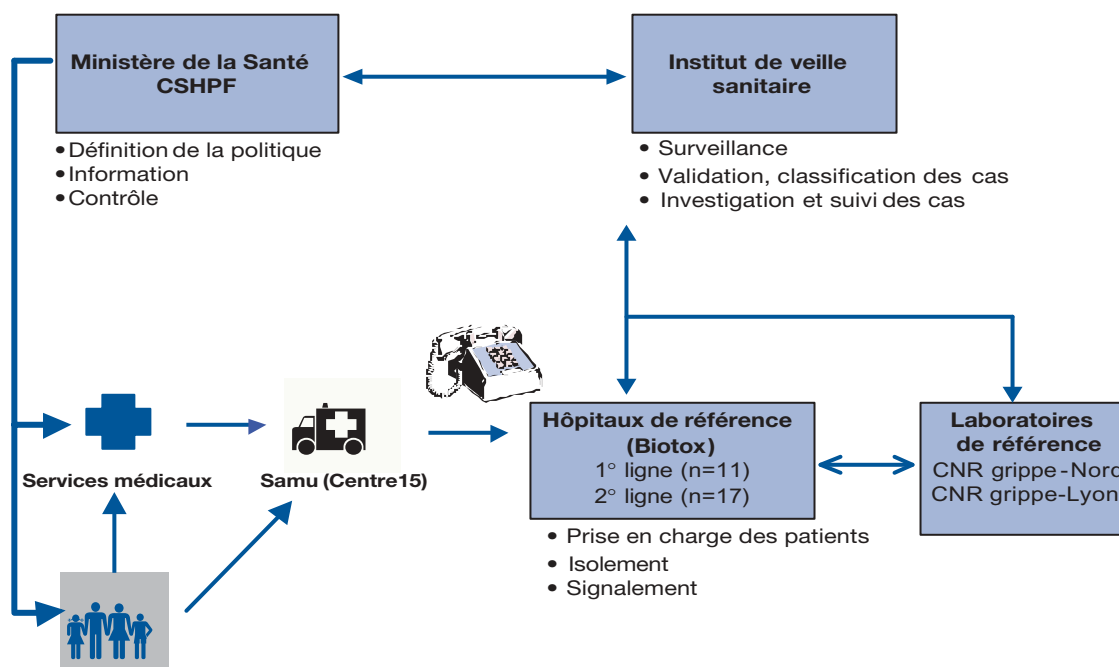 Ministère de la Santé
CSHPF
Institut de veille
sanitaire
• Définition de la politique
• Information
• Contrôle
• Surveillance
• Validation, classification des cas
• Investigation et suivi des cas
Services médicaux
Samu (Centre15)
Hôpitaux de référence
(Biotox)
1° ligne (n=11)
2° ligne (n=17)
Laboratoires
de référence
CNR grippe-Nord
CNR grippe-Lyon
• Prise en charge des patients
• Isolement
• Signalement